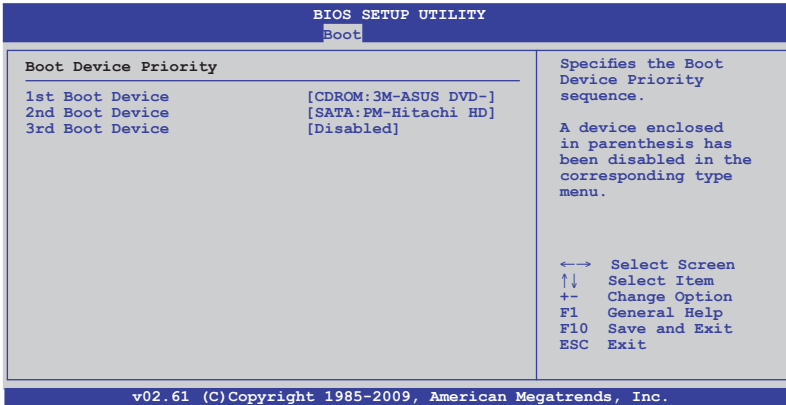 BIOS SETUP UTILITY
Boot
Boot Device Priority
1st Boot Device [CDROM:3M-ASUS DVD-]
2nd Boot Device [SATA:PM-Hitachi HD]
3rd Boot Device [Disabled]
Specifies the Boot
Device Priority
sequence.
A device enclosed
in parenthesis has
been disabled in the
corresponding type
menu.
←→ Select Screen
↑↓ Select Item
+- Change Option
F1 General Help
F10 Save and Exit
ESC Exit
v02.61 (C)Copyright 1985-2009, American Megatrends, Inc.